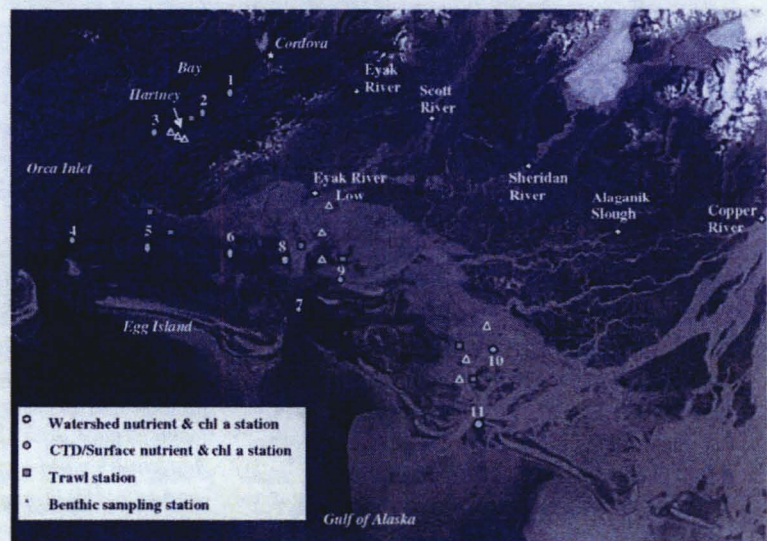 Cordova
Bay
1
Eyak
River
Hartney
2
Scott
River
3
Orca Inlet
Eyak River
Low
Sheridan
River
Alaganik
Slough
Copper
River
4
5
6
8
9
7
Egg Island
10
11
Watershed nutrient & chl a station
CTD/Surface nutrient & chl a station
Trawl station
Benthic sampling station
Gulf of Alaska